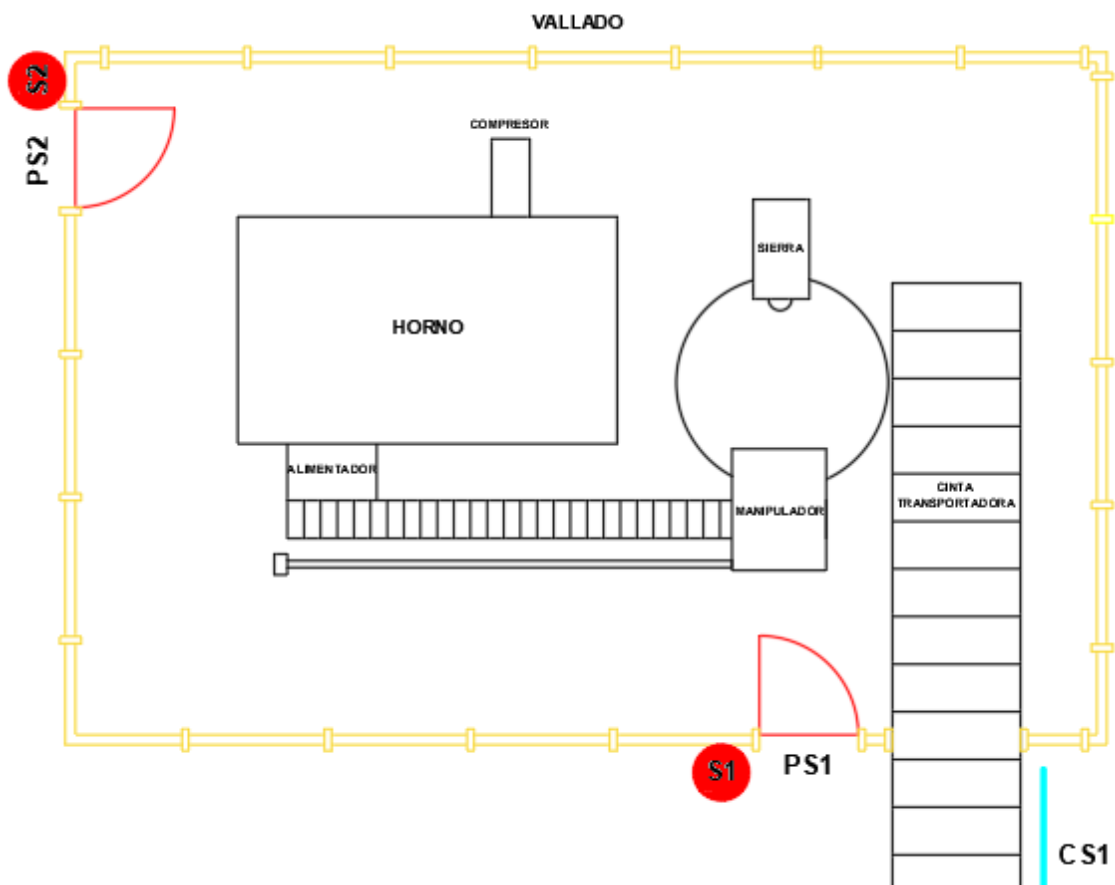 VALLADO
S2
PS2
COMPRESOR
SIERRA
HORNO
ALIMENTADOR
CINTA
TRANSPORTADORA
MANIPULADOR
S1
PS1
CS1